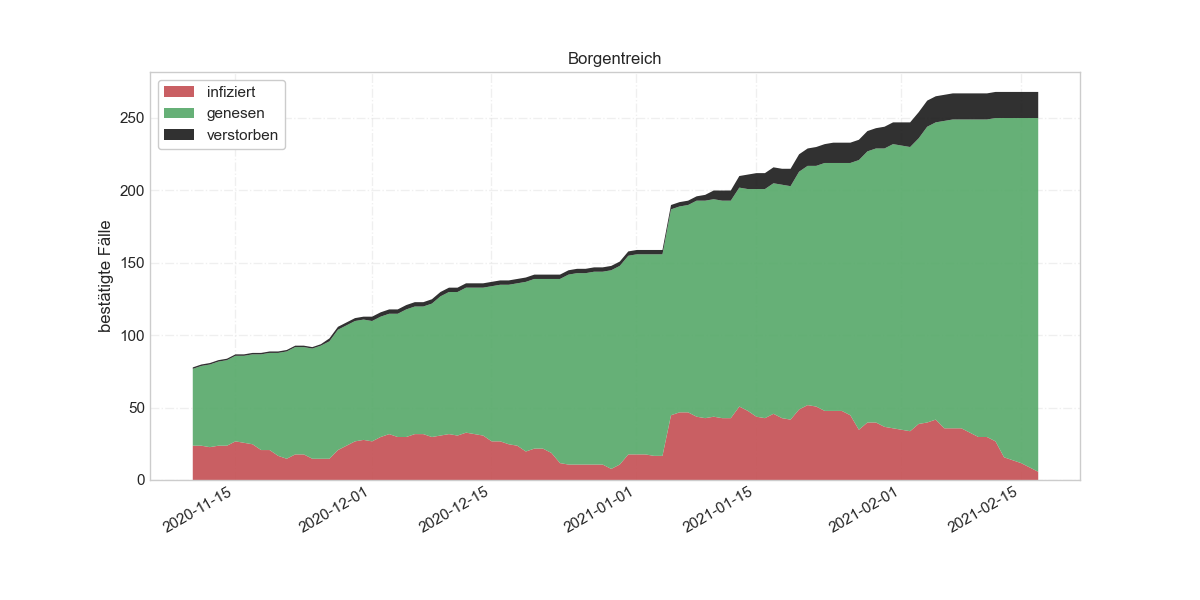 Borgentreich
infiziert
genesen
verstorben
bestätigte Fälle
250
200
150
100
50
0
2020-11-15
2020-12-01
2020-12-15
2021-01-01
2021-01-15
2021-02-01
2021-02-15